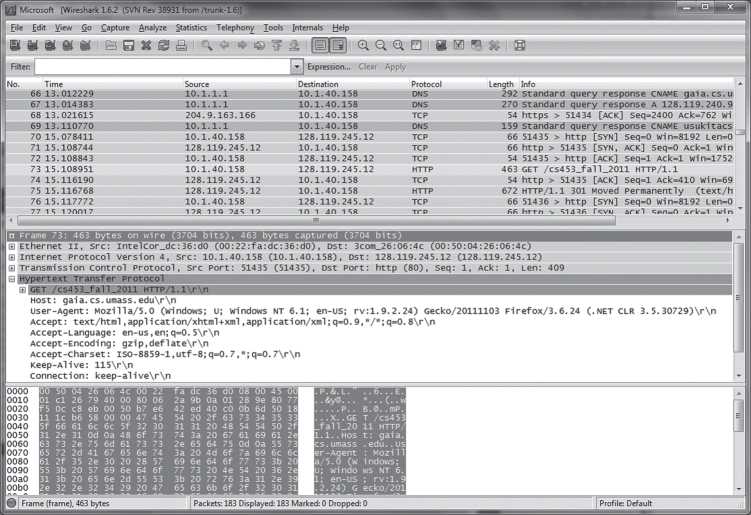 Microsoft [Wireshark 1.6.2 (SVN Rev 38931 from /trunk-1.6)]
File Edit View Go Capture Analyze Statistics Telephony Tools Internals Help
Filter: Expression... Clear Apply
No. Time Source Destination Protocol Length Info
66 13.012229 10.1.1.1 10.1.40.158 DNS 292 Standard query response CNAME gaia.cs.u
67 13.014383 10.1.1.1 10.1.40.158 DNS 270 Standard query response A 128.119.240.9
68 13.021615 204.9.163.166 10.1.40.158 TCP 54 https > 51434 [ACK] Seq=2400 Ack=762 Wi
69 13.110770 10.1.1.1 10.1.40.158 DNS 159 Standard query response CNAME usukitacs
70 15.078411 10.1.40.158 128.119.245.12 TCP 66 51435 > http [SYN] Seq=0 Win=8192 Len=0
71 15.108744 128.119.245.12 10.1.40.158 TCP 66 http > 51435 [SYN, ACK] Seq=0 Ack=1 Win
72 15.108843 10.1.40.158 128.119.245.12 TCP 54 51435 > http [ACK] Seq=1 Ack=1 Win=1752
73 15.108951 10.1.40.158 128.119.245.12 HTTP 463 GET /cs453_fall_2011 HTTP/1.1
74 15.116190 128.119.245.12 10.1.40.158 TCP 54 http > 51435 [ACK] Seq=1 Ack=410 Win=69
75 15.116768 128.119.245.12 10.1.40.158 HTTP 672 HTTP/1.1 301 Moved Permanently (text/h
76 15.117772 10.1.40.158 128.119.245.12 TCP 66 51436 > http [SYN] Seq=0 Win=8192 Len=0
Frame 73: 463 bytes on wire (3704 bits), 463 bytes captured (3704 bits)
Ethernet II, Src: IntelCor_dc:36:d0 (00:22:fa:dc:36:d0), Dst: 3com_26:06:4c (00:50:04:26:06:4c)
Internet Protocol Version 4, Src: 10.1.40.158 (10.1.40.158), Dst: 128.119.245.12 (128.119.245.12)
Transmission Control Protocol, Src Port: 51435 (51435), Dst Port: http (80), Seq: 1, Ack: 1, Len: 409
Hypertext Transfer Protocol
GET /cs453_fall_2011 HTTP/1.1\r\n
Host: gaia.cs.umass.edu\r\n
User-Agent: Mozilla/5.0 (Windows; U; Windows NT 6.1; en-US; rv:1.9.2.24) Gecko/20111103 Firefox/3.6.24 (.NET CLR 3.5.30729)\r\n
Accept: text/html,application/xhtml+xml,application/xml;q=0.9,*/*;q=0.8\r\n
Accept-Language: en-us,en;q=0.5\r\n
Accept-Encoding: gzip,deflate\r\n
Accept-Charset: ISO-8859-1,utf-8;q=0.7,*;q=0.7\r\n
Keep-Alive: 115\r\n
Connection: keep-alive\r\n
0000 00 50 04 26 06 4c 00 22 fa dc 36 d0 08 00 45 00 .P.&.L." ..6...E.
0010 01 c1 26 79 40 00 80 06 2a 9b 0a 01 28 9e 80 77 ..&y@... *...(..w
0020 f5 0c c8 eb 00 50 b7 e6 42 ed 40 c0 0b 6d 50 18 .....P.. B.@..mP.
0030 11 1c b6 58 00 00 47 45 54 20 2f 63 73 34 35 33 ...X..GE T /cs453
0040 5f 66 61 6c 6c 5f 32 30 31 31 20 48 54 54 50 2f _fall_20 11 HTTP/
0050 31 2e 31 0d 0a 48 6f 73 74 3a 20 67 61 69 61 2e 1.1..Hos t: gaia.
0060 63 73 2e 75 6d 61 73 73 2e 65 64 75 0d 0a 55 73 cs.umass .edu..Us
0070 65 72 2d 41 67 65 6e 74 3a 20 4d 6f 7a 69 6c 6c er-Agent : Mozill
0080 61 2f 35 2e 30 20 28 57 69 6e 64 6f 77 73 3b 20 a/5.0 (W indows;
0090 55 3b 20 57 69 6e 64 6f 77 73 20 4e 54 20 36 2e U; Windo ws NT 6.
00a0 31 3b 20 65 6e 2d 55 53 3b 20 72 76 3a 31 2e 39 1; en-US ; rv:1.9
00b0 2e 32 2e 32 34 29 20 47 65 63 6b 6f 2f 32 30 31 .2.24) G ecko/201
Frame (frame), 463 bytes Packets: 183 Displayed: 183 Marked: 0 Dropped: 0 Profile: Default